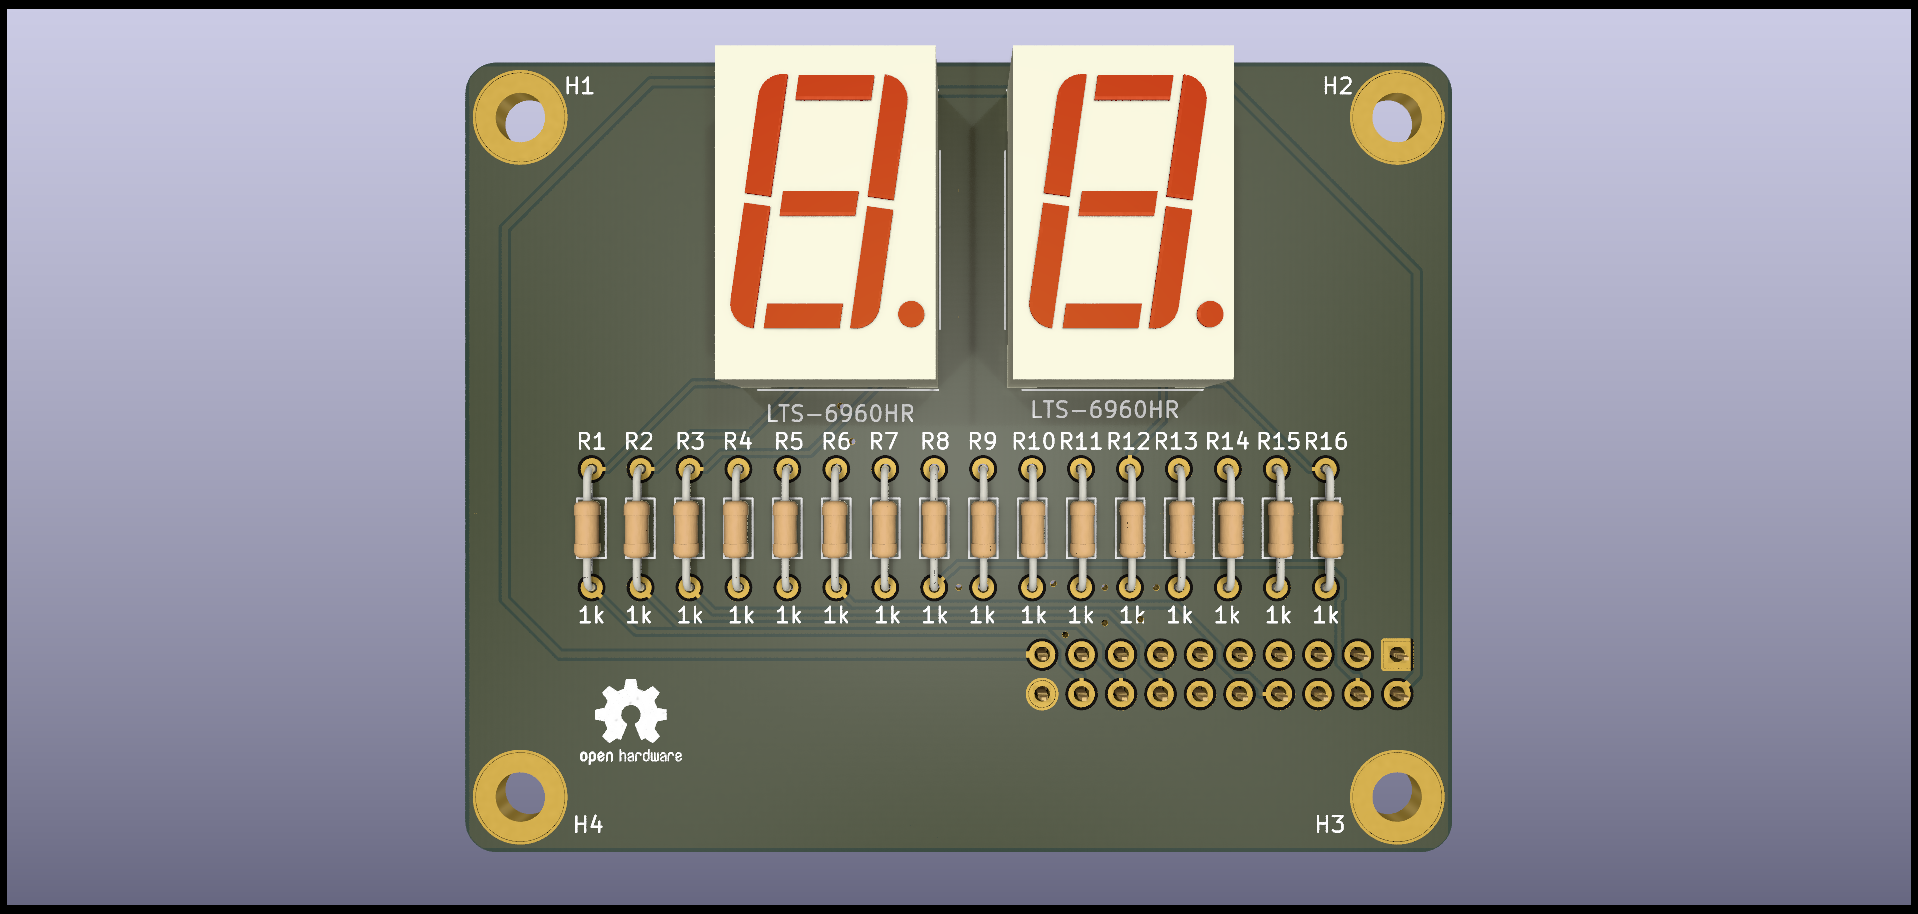 H1 H2
LTS-6960HR LTS-6960HR
R1 R2 R3 R4 R5 R6 R7 R8 R9 R10 R11 R12 R13 R14 R15 R16
1k 1k 1k 1k 1k 1k 1k 1k 1k 1k 1k 1k 1k 1k 1k 1k
open hardware
H4 H3